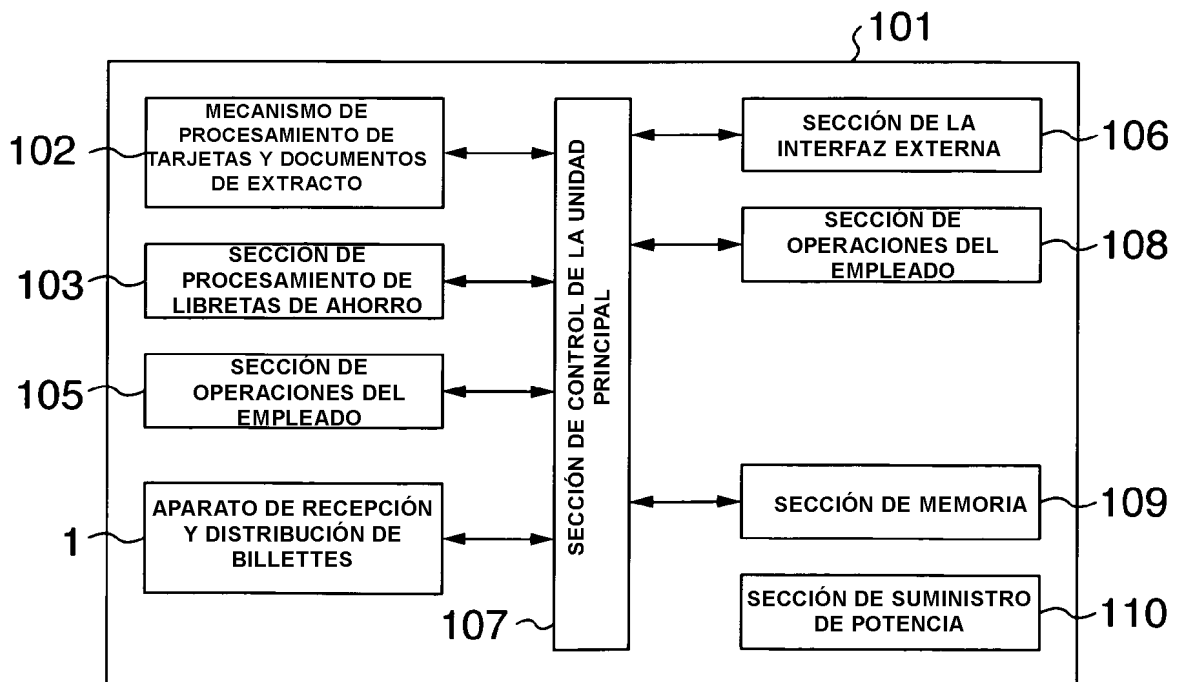 101
MECANISMO DE
PROCESAMIENTO DE
TARJETAS Y DOCUMENTOS
DE EXTRACTO
102
SECCIÓN DE
PROCESAMIENTO DE
LIBRETAS DE AHORRO
103
SECCIÓN DE
OPERACIONES DEL
EMPLEADO
105
APARATO DE RECEPCIÓN
Y DISTRIBUCIÓN DE
BILLETTES
1
SECCIÓN DE CONTROL DE LA UNIDAD
PRINCIPAL
107
SECCIÓN DE LA
INTERFAZ EXTERNA
106
SECCIÓN DE
OPERACIONES DEL
EMPLEADO
108
SECCIÓN DE MEMORIA
109
SECCIÓN DE SUMINISTRO
DE POTENCIA
110